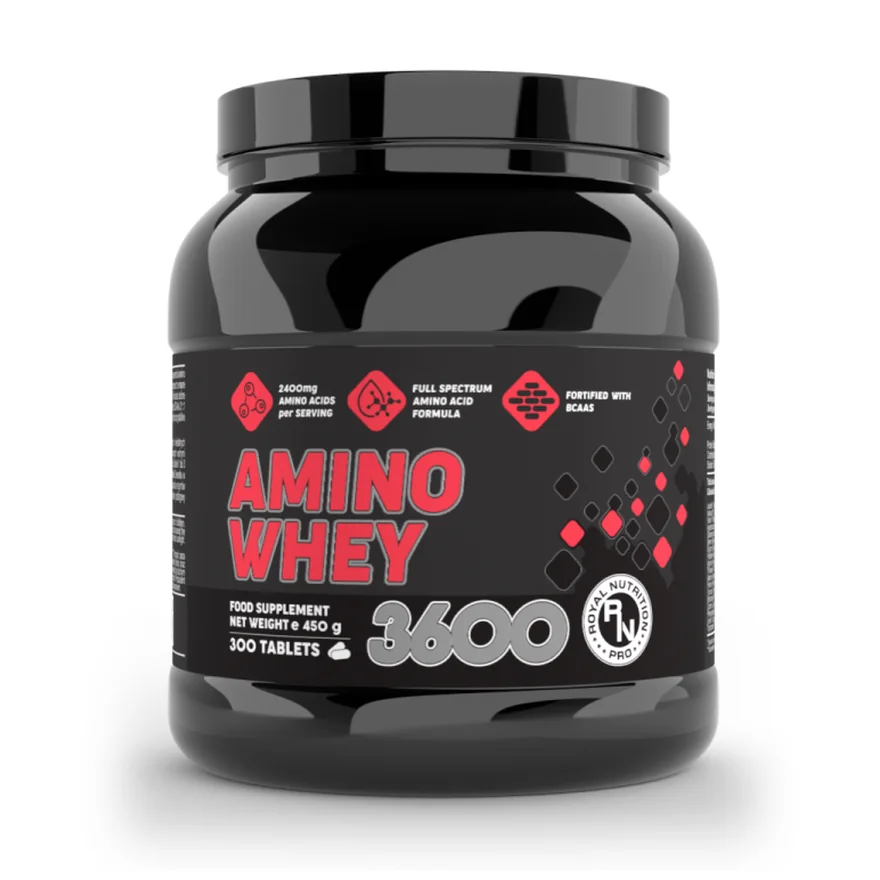 2400mg
AMINO ACIDS
per SERVING
FULL SPECTRUM
AMINO ACID
FORMULA
FORTIFIED WITH
BCAAS
AMINO
WHEY
3600
FOOD SUPPLEMENT
NET WEIGHT e 450 g
300 TABLETS
ROYAL NUTRITION
RN
PRO